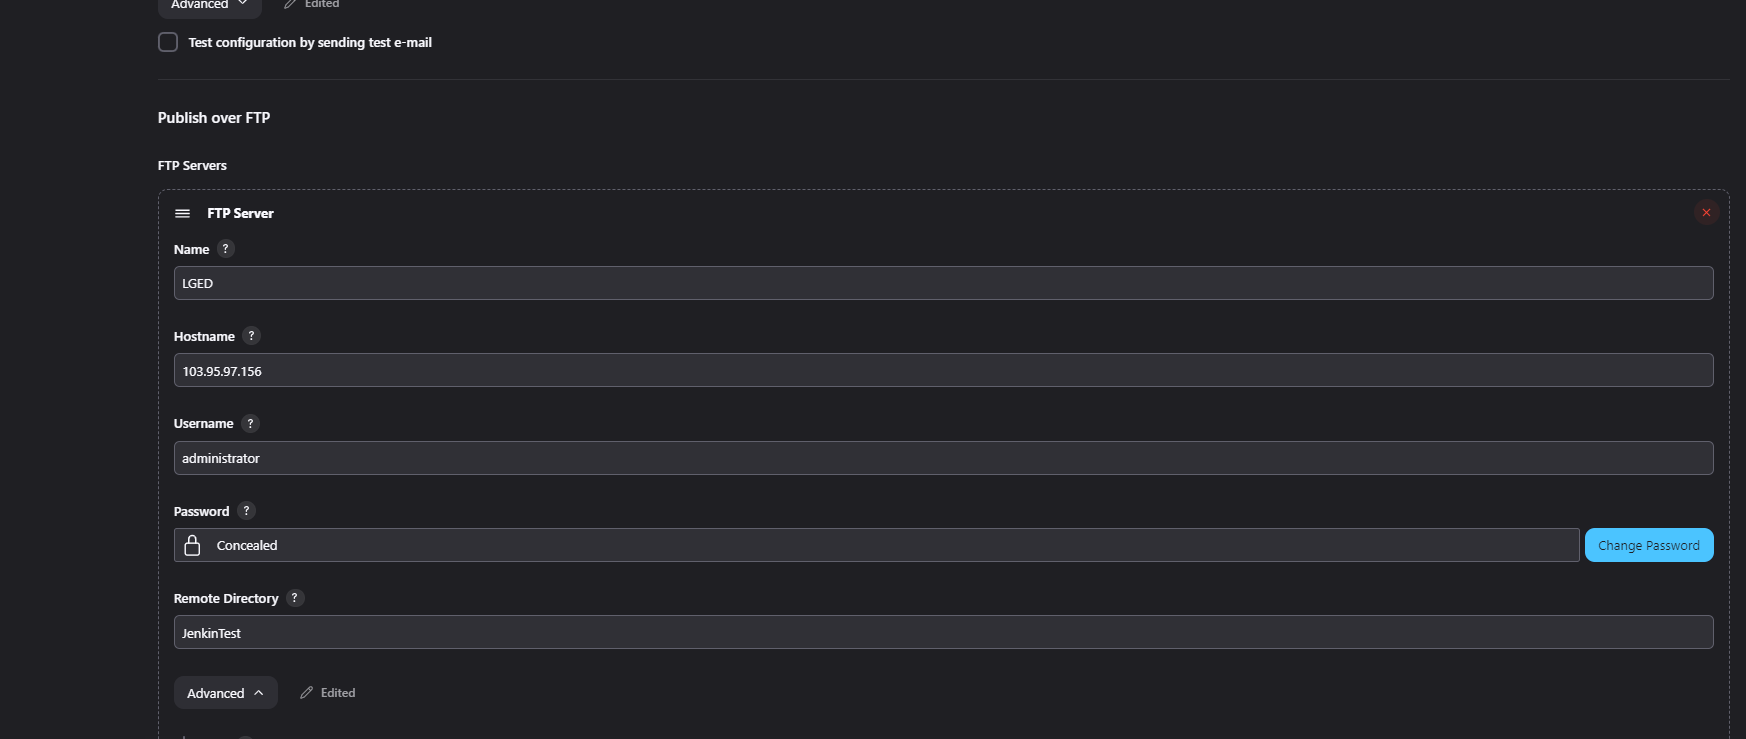 Advanced
Edited
Test configuration by sending test e-mail
Publish over FTP
FTP Servers
FTP Server
Name ?
LGED
Hostname ?
103.95.97.156
Username ?
administrator
Password ?
Concealed
Change Password
Remote Directory ?
JenkinTest
Advanced
Edited